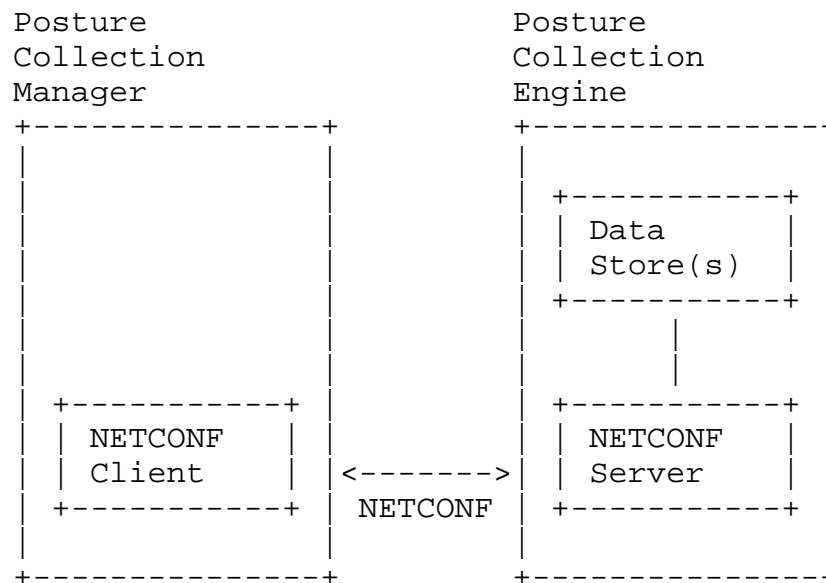 Posture Posture
Collection Collection
Manager Engine
Data
Store(s)
NETCONF NETCONF
Client <-------> Server
NETCONF